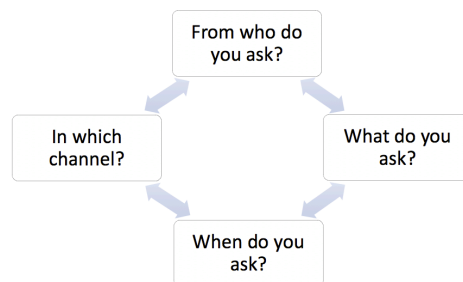 From who do
you ask?
In which
channel?
What do you
ask?
When do you
ask?